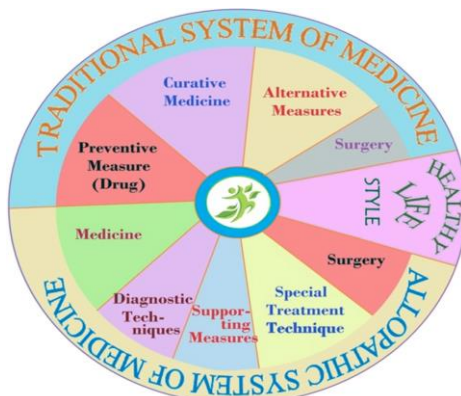 TRADITIONAL SYSTEM OF MEDICINE
Curative
Medicine
Alternative
Measures
Preventive
Measure
(Drug)
Surgery
HEALTHY
LIFE
STYLE
Medicine
Surgery
Diagnostic
Tech-
niques
Suppor-
ting
Measures
Special
Treatment
Technique
ALLOPATHIC SYSTEM OF MEDICINE